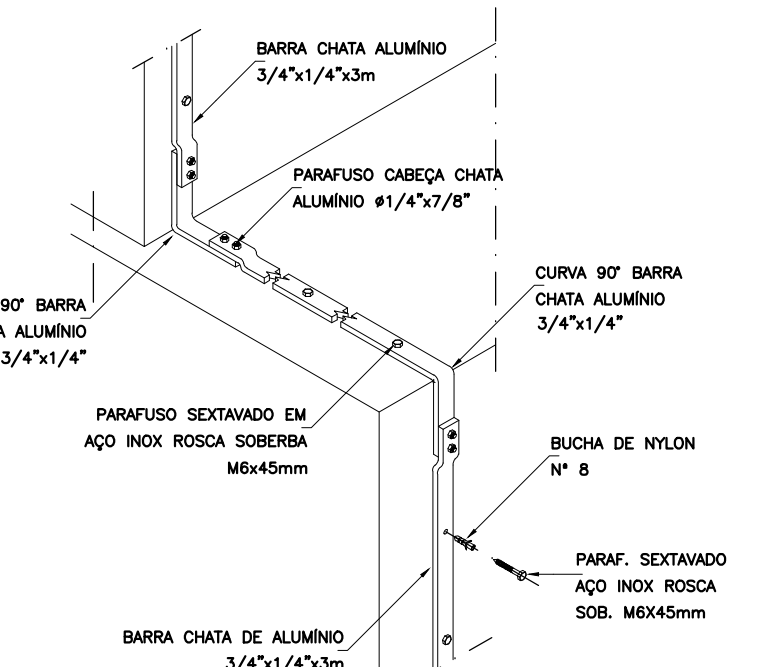 BARRA CHATA ALUMÍNIO
3/4"x1/4"x3m
PARAFUSO CABEÇA CHATA
ALUMÍNIO ø1/4"x7/8"
CURVA 90° BARRA
CHATA ALUMÍNIO
3/4"x1/4"
90° BARRA
ALUMÍNIO
3/4"x1/4"
PARAFUSO SEXTAVADO EM
AÇO INOX ROSCA SOBERBA
M6x45mm
BUCHA DE NYLON
N° 8
PARAF. SEXTAVADO
AÇO INOX ROSCA
SOB. M6X45mm
BARRA CHATA DE ALUMÍNIO
3/4"x1/4"x3m